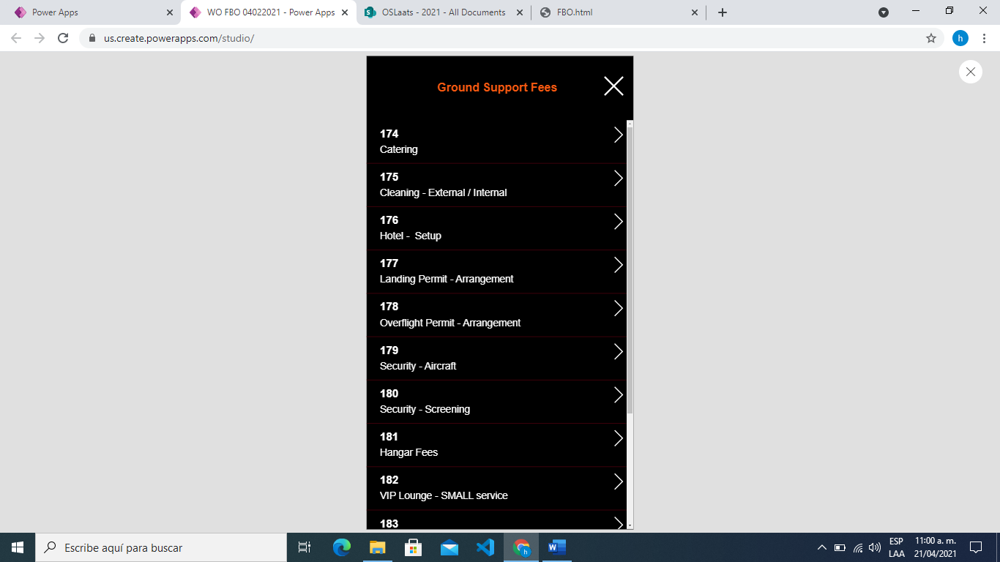 Power Apps
WO FBO 04022021 - Power Apps
OSLaats - 2021 - All Documents
FBO.html
us.create.powerapps.com/studio/
h
Ground Support Fees
174
Catering
175
Cleaning - External / Internal
176
Hotel -  Setup
177
Landing Permit - Arrangement
178
Overflight Permit - Arrangement
179
Security - Aircraft
180
Security - Screening
181
Hangar Fees
182
VIP Lounge - SMALL service
183
Escribe aquí para buscar
ESP
LAA
11:00 a. m.
21/04/2021